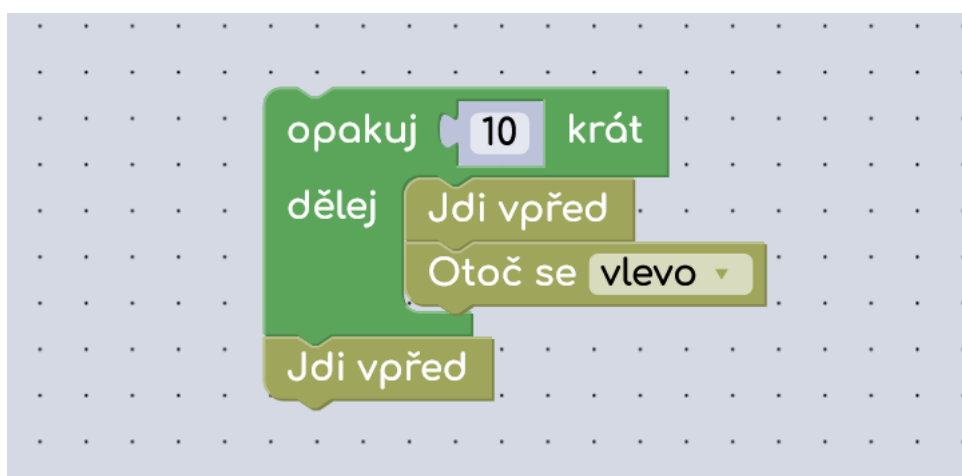 opakuj 10 krát
dělej Jdi vpřed
Otoč se vlevo
Jdi vpřed